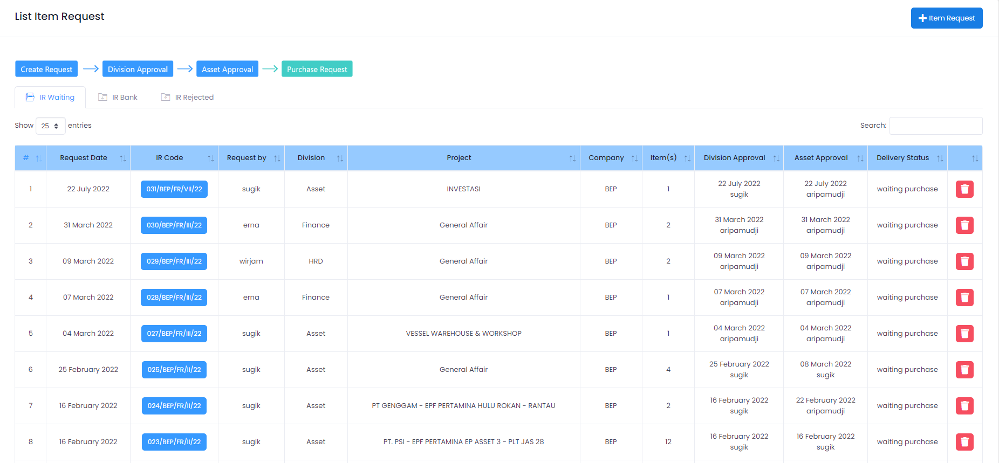 List Item Request
Item Request
Create Request Division Approval Asset Approval Purchase Request
IR Waiting IR Bank IR Rejected
Show 25 entries Search:
# Request Date IR Code Request by Division Project Company Item(s) Division Approval Asset Approval Delivery Status
1 22 July 2022 031/BEP/FR/VII/22 sugik Asset INVESTASI BEP 1 22 July 2022 sugik 22 July 2022 aripamudji waiting purchase
2 31 March 2022 030/BEP/FR/III/22 erna Finance General Affair BEP 2 31 March 2022 aripamudji 31 March 2022 aripamudji waiting purchase
3 09 March 2022 029/BEP/FR/III/22 wirjam HRD General Affair BEP 2 09 March 2022 aripamudji 09 March 2022 aripamudji waiting purchase
4 07 March 2022 028/BEP/FR/III/22 erna Finance General Affair BEP 1 07 March 2022 aripamudji 07 March 2022 aripamudji waiting purchase
5 04 March 2022 027/BEP/FR/III/22 sugik Asset VESSEL WAREHOUSE & WORKSHOP BEP 1 04 March 2022 aripamudji 04 March 2022 aripamudji waiting purchase
6 25 February 2022 025/BEP/FR/II/22 sugik Asset General Affair BEP 4 25 February 2022 sugik 08 March 2022 sugik waiting purchase
7 16 February 2022 024/BEP/FR/II/22 sugik Asset PT GENGGAM - EPF PERTAMINA HULU ROKAN - RANTAU BEP 2 16 February 2022 sugik 22 February 2022 aripamudji waiting purchase
8 16 February 2022 023/BEP/FR/II/22 sugik Asset PT. PSI - EPF PERTAMINA EP ASSET 3 - PLT JAS 28 BEP 12 16 February 2022 sugik 16 February 2022 sugik waiting purchase